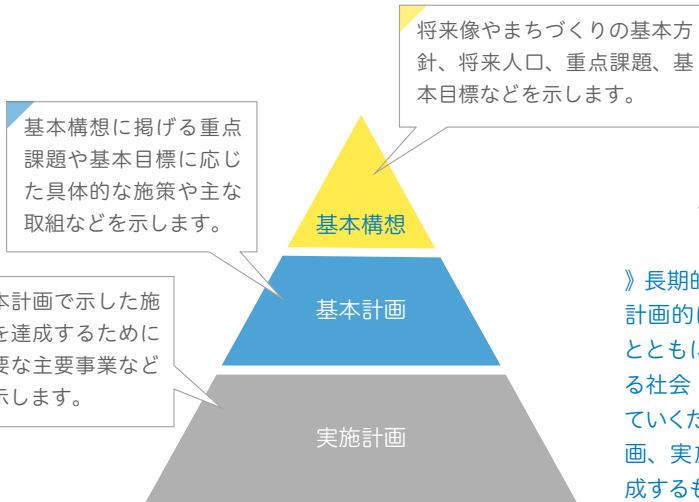 将来像やまちづくりの基本方
針、将来人口、重点課題、基
本目標などを示します。
基本構想に掲げる重点
課題や基本目標に応じ
た具体的な施策や主な
取組などを示します。
基本構想
基本計画
本計画で示した施
を達成するために
要な主要事業など
示します。
実施計画
》長期的
計画的に
とともに
る社会
ていくた
画、実施
成するも